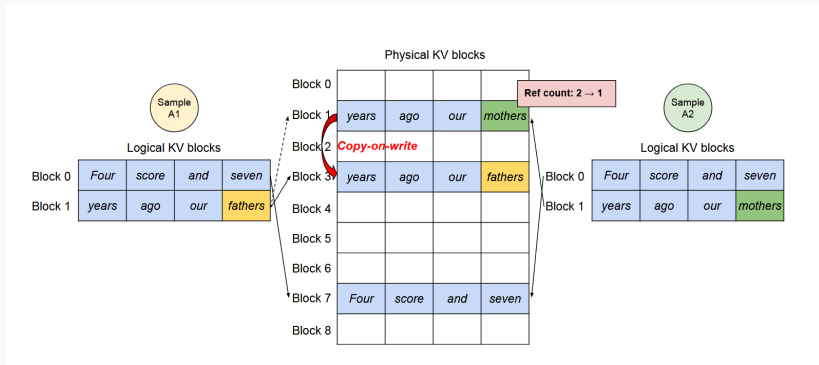 Physical KV blocks
Block 0
Ref count: 2 → 1
Sample
A1
Sample
A2
Block 1
years ago our mothers
Logical KV blocks
Block 2
Copy-on-write
Logical KV blocks
Block 0
Four score and seven
Block 3
years ago our fathers
Block 0
Four score and seven
Block 1
years ago our fathers
Block 4
Block 1
years ago our mothers
Block 5
Block 6
Block 7
Four score and seven
Block 8